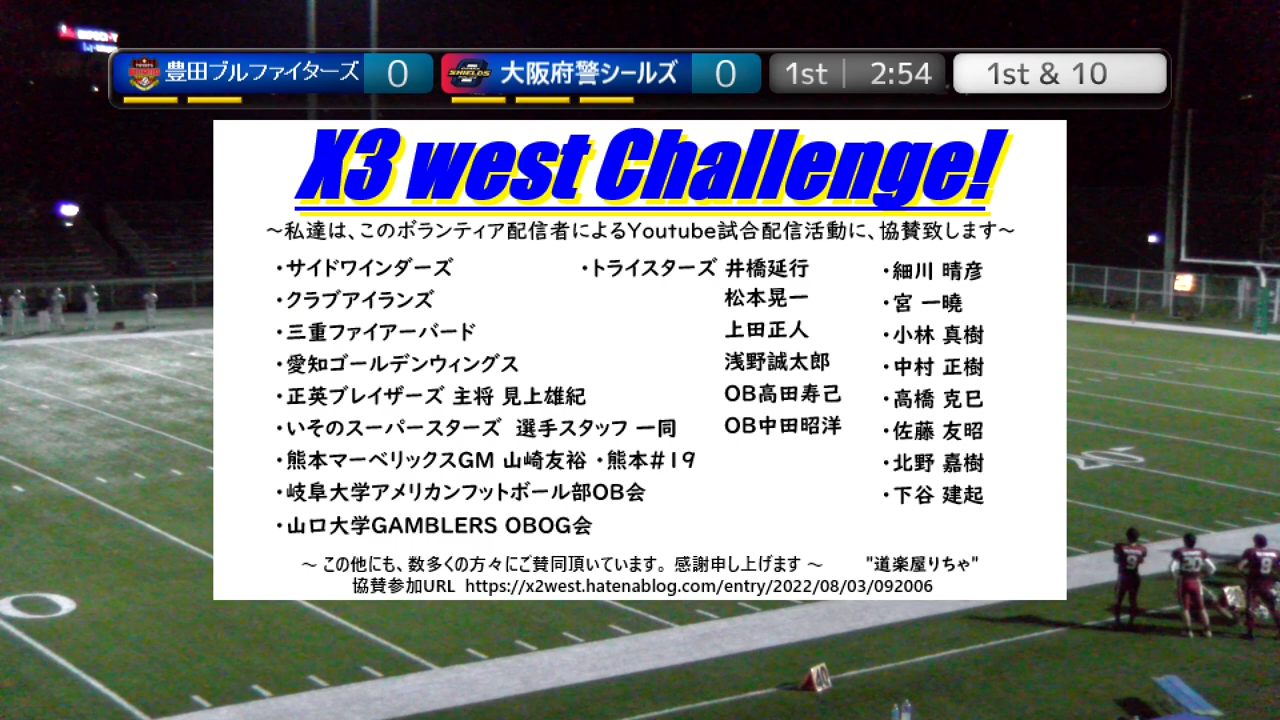 豊田ブルファイターズ 0 大阪府警シールズ 0 1st 2:54 1st & 10
X3 west Challenge!
～私達は、このボランティア配信者によるYoutube試合配信活動に、協賛致します～
・サイドワインダーズ
・クラブアイランズ
・三重ファイアーバード
・愛知ゴールデンウィングス
・正英ブレイザーズ 主将 見上雄紀
・いそのスーパースターズ 選手スタッフ 一同
・熊本マーベリックスGM 山崎友裕 ・熊本#19
・岐阜大学アメリカンフットボール部OB会
・山口大学GAMBLERS OBOG会
・トライスターズ 井橋延行
松本晃一
上田正人
浅野誠太郎
OB高田寿己
OB中田昭洋
・細川 晴彦
・宮 一曉
・小林 真樹
・中村 正樹
・高橋 克巳
・佐藤 友昭
・北野 嘉樹
・下谷 建起
～ この他にも、数多くの方々にご賛同頂いています。感謝申し上げます ～ "道楽屋りちゃ"
協賛参加URL https://x2west.hatenablog.com/entry/2022/08/03/092006
40
9
20
9
0
40
SHIELDS